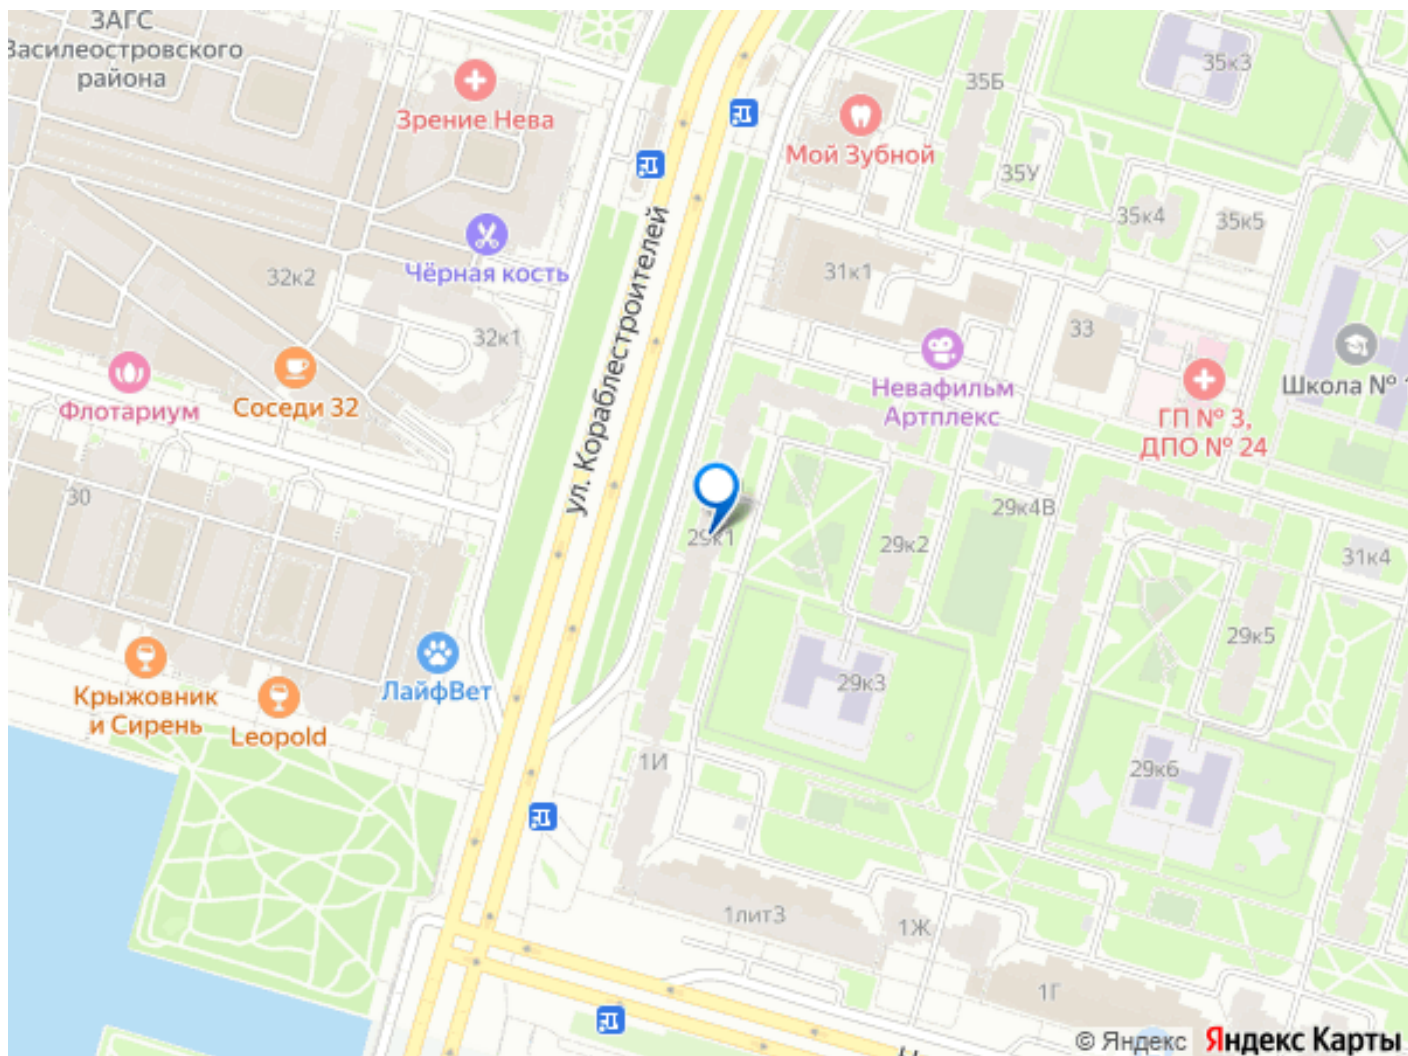 ЗАГС
Василеостровского
района
35к3
35Б
Зрение Нева
Мой Зубной
35У
35к4
35к5
Чёрная кость
32к2
31к1
ул. Кораблестроителей
32к1
33
Невафильм
Артплекс
Школа №
Флотариум
Соседи 32
ГП № 3,
ДПО № 24
30
29к4В
29к1
29к2
31к4
29к5
ЛайфВет
29к3
Крыжовник
и Сирень
Leopold
1И
29к6
1литЗ
1Ж
1Г
© Яндекс Яндекс Карты